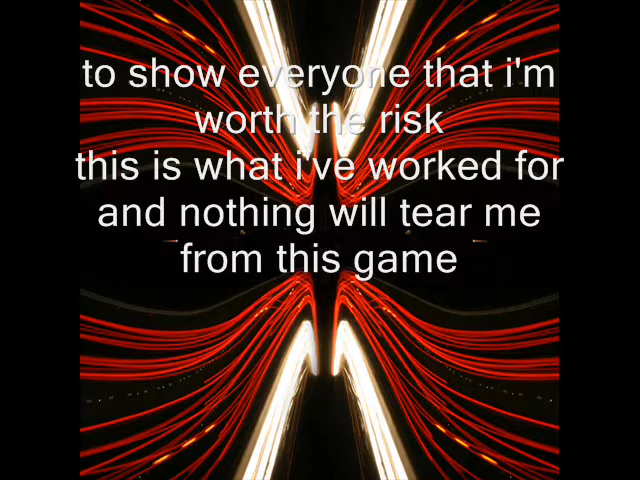 to show everyone that i'm
worth the risk
this is what i've worked for
and nothing will tear me
from this game